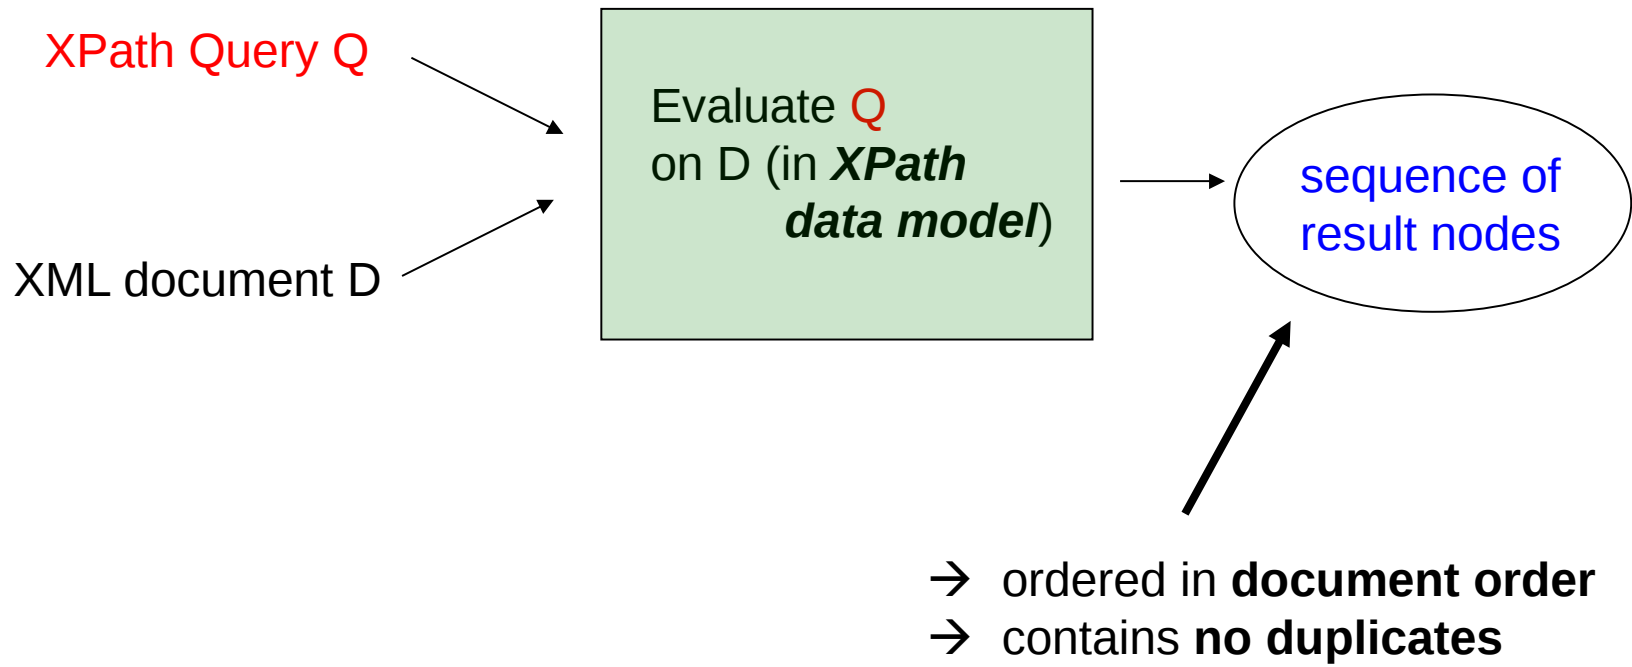 XPath Query Q
XML document D
Evaluate Q
on D (in XPath
data model)
sequence of
result nodes
→ ordered in document order
→ contains no duplicates